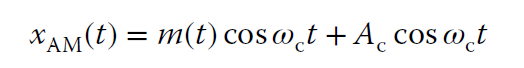 x_AM(t) = m(t) cos ω_c t + A_c cos ω_c t